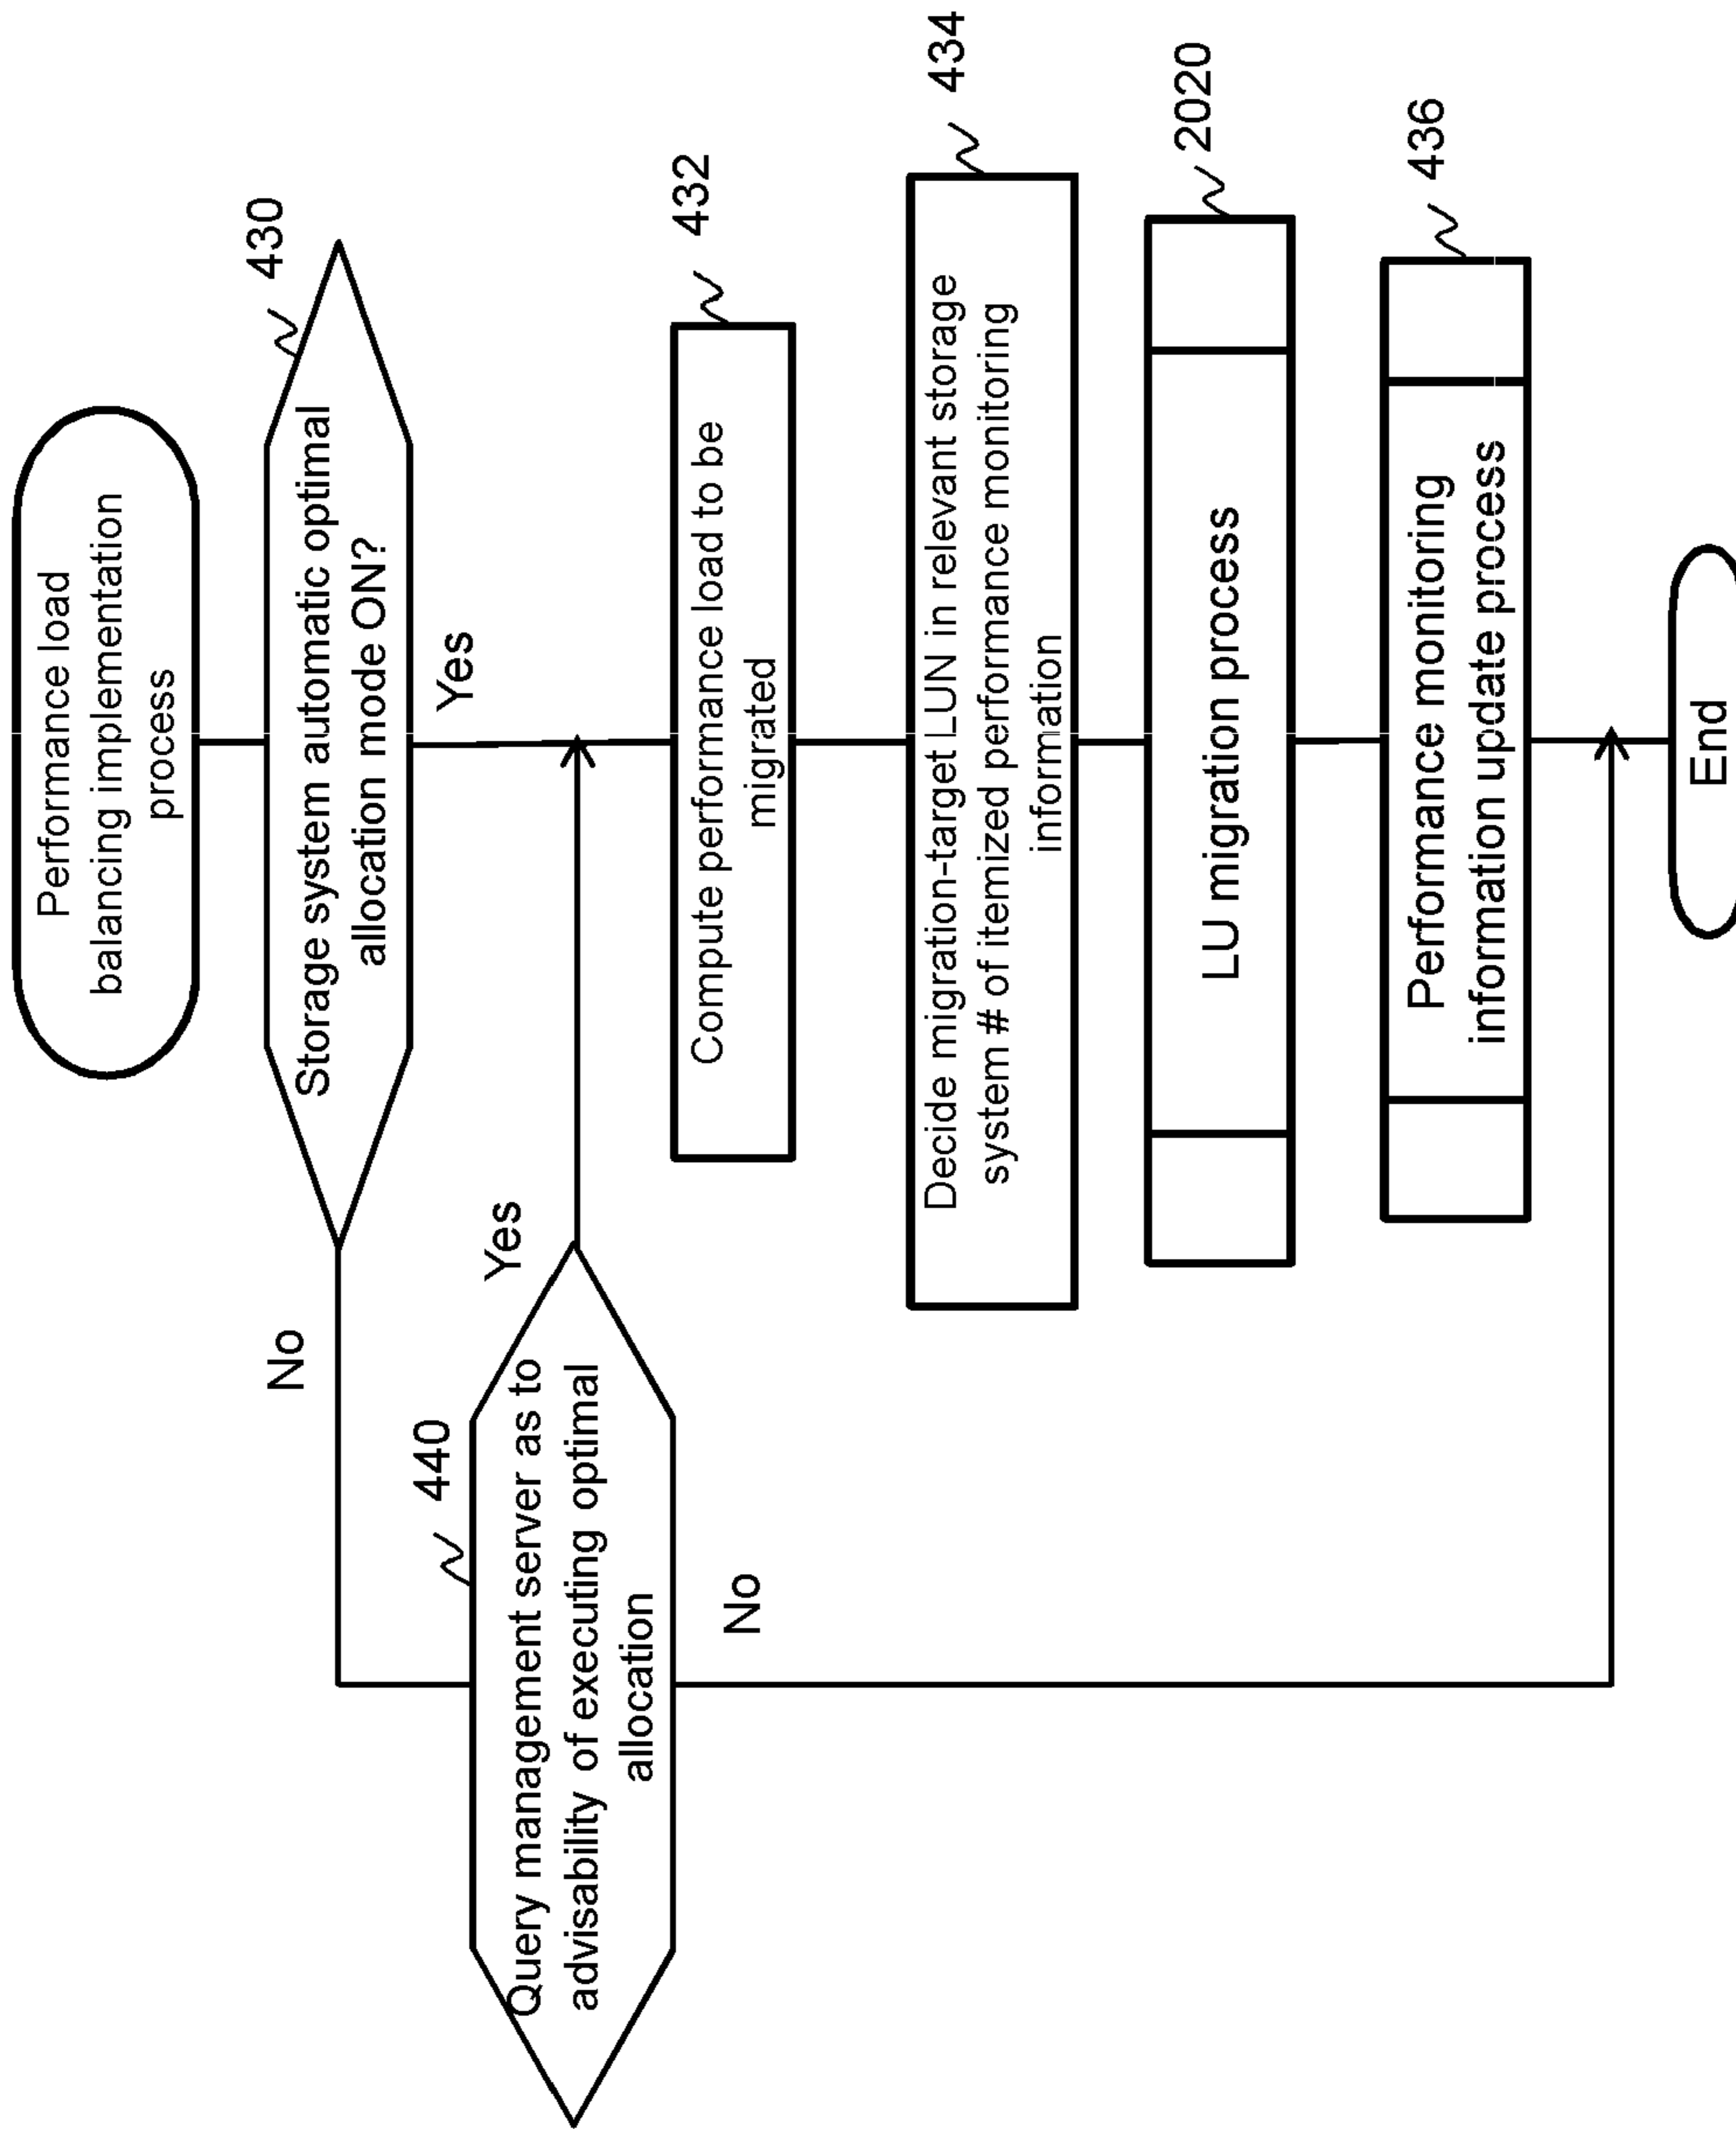 Performance load
balancing implementation
process
430
Storage system automatic optimal
allocation mode ON?
No
Yes
440
Query management server as to
advisability of executing optimal
allocation
Yes
No
432
Compute performance load to be
migrated
434
Decide migration-target LUN in relevant storage
system # of itemized performance monitoring
information
2020
LU migration process
436
Performance monitoring
information update process
End